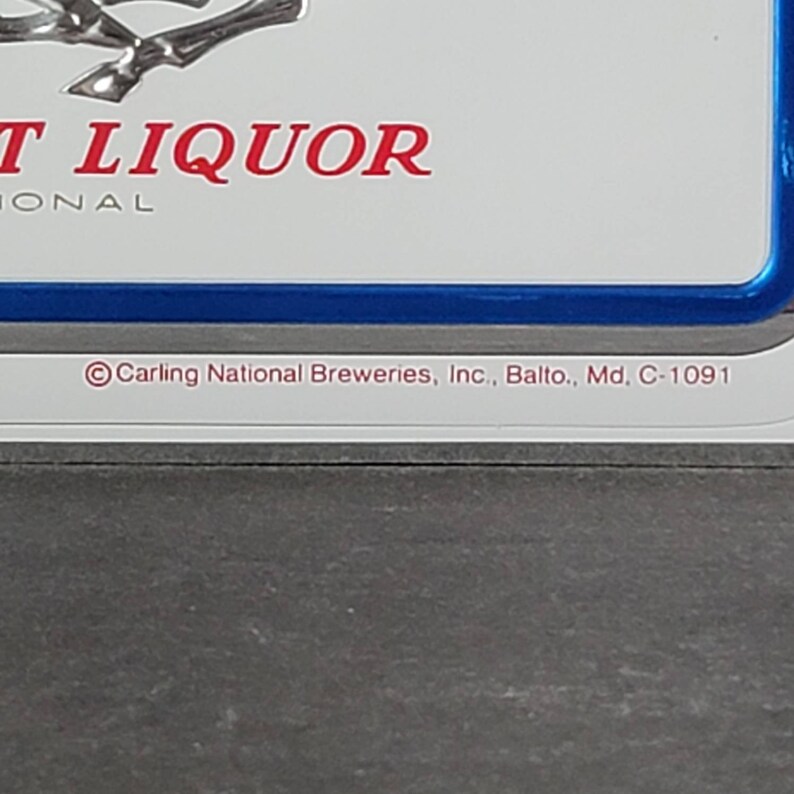 T LIQUOR
IONAL
©Carling National Breweries, Inc., Balto., Md. C-1091